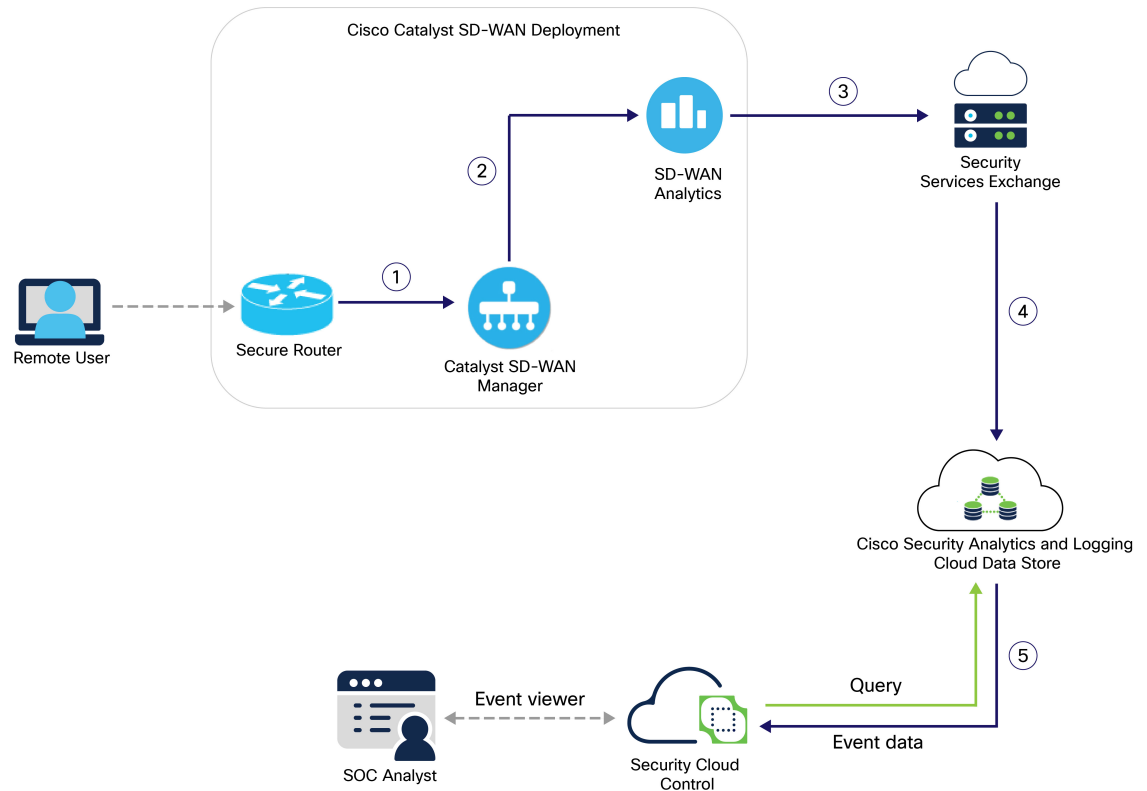 Cisco Catalyst SD-WAN Deployment
3
2
SD-WAN
Analytics
Security
Services Exchange
1
4
Remote User
Secure Router
Catalyst SD-WAN
Manager
Cisco Security Analytics and Logging
Cloud Data Store
5
Event viewer
Query
Event data
SOC Analyst
Security Cloud
Control